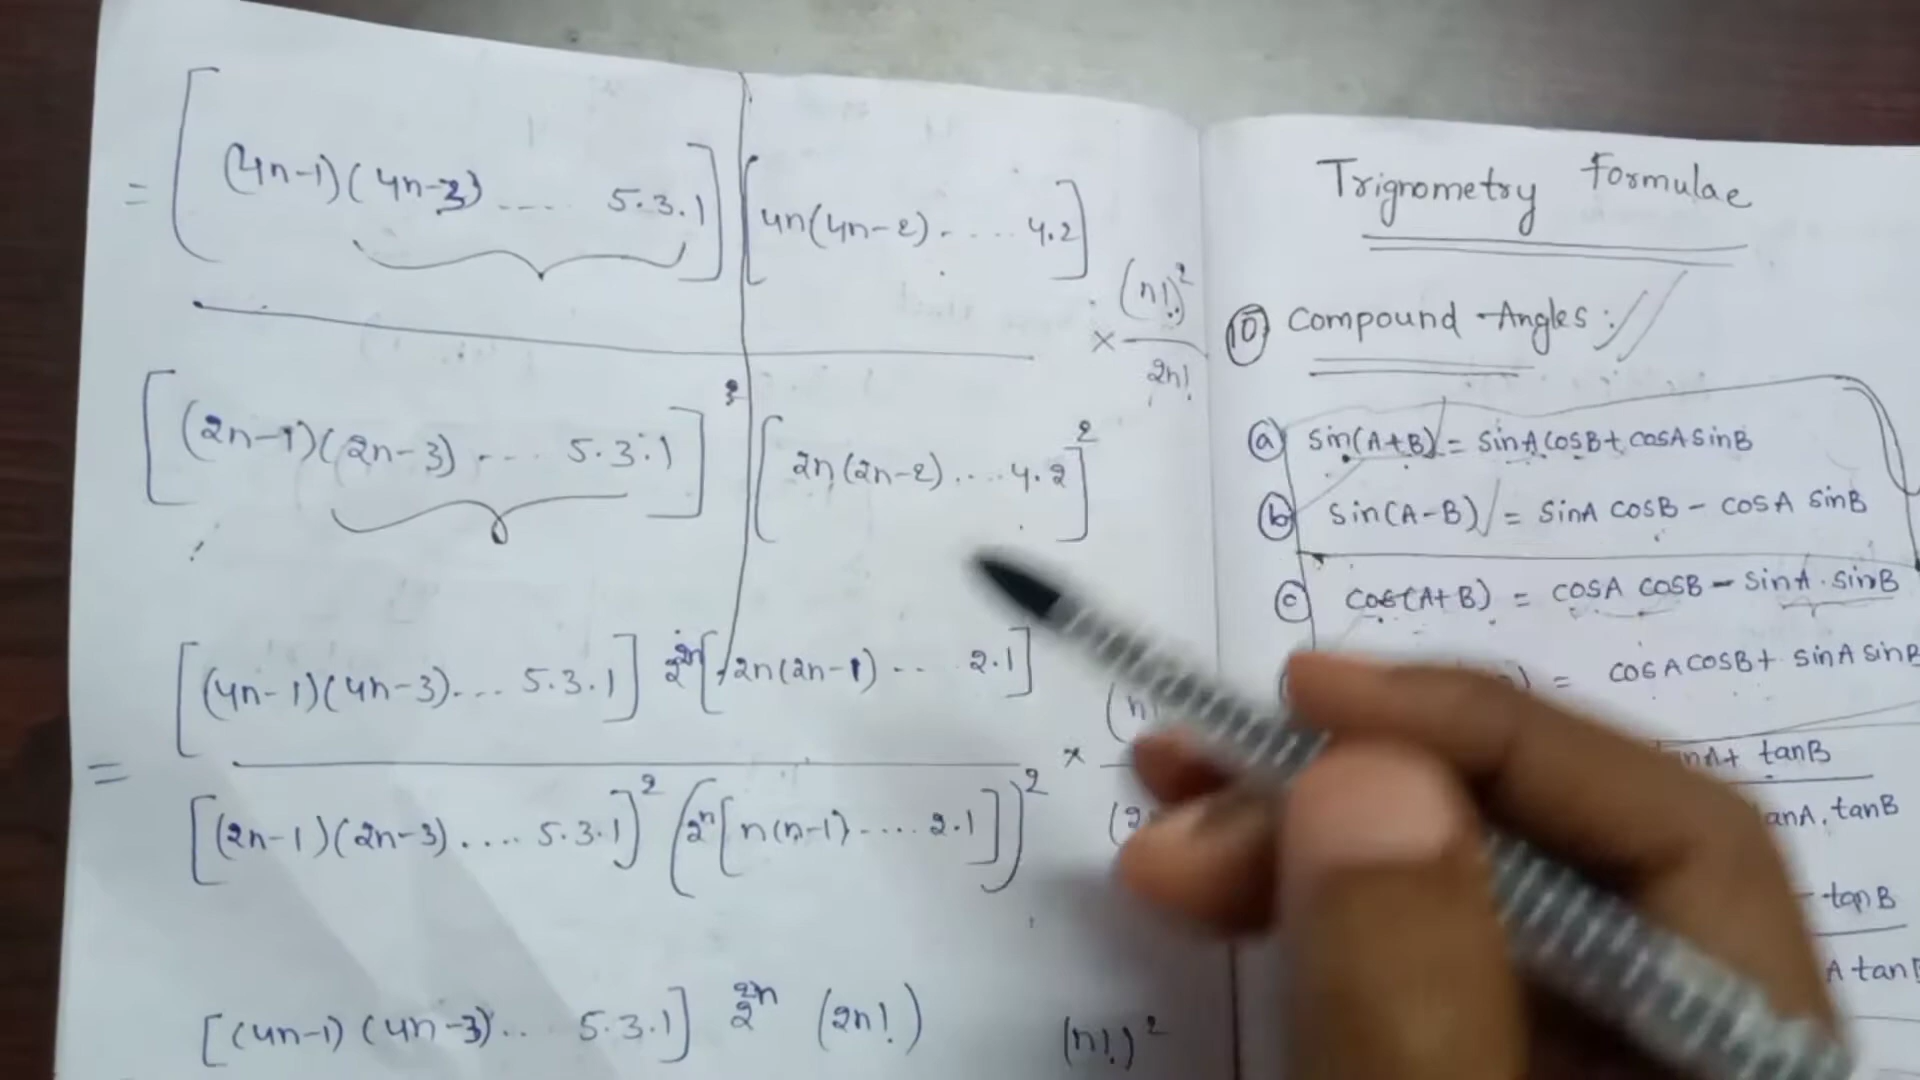 = [(4n-1)(4n-3) .... 5.3.1] [4n(4n-2) ..... 4.2]
[(2n-1)(2n-3) .... 5.3.1]² [2n(2n-2) .... 4.2]²
× (n!)²
2n!
= [(4n-1)(4n-3)... 5.3.1] 2²ⁿ [2n(2n-1) -- 2.1]
[(2n-1)(2n-3) .... 5.3.1]² (2ⁿ[n(n-1) ---- 2.1])²
×
[(4n-1)(4n-3).. 5.3.1] 2²ⁿ (2n!) (n!)²
Trignometry Formulae
10 Compound -Angles :
(a) sin(A+B) = sinA cosB + cosA sinB
(b) sin(A-B) = sinA cosB - cosA sinB
(c) cos(A+B) = cosA cosB - sinA . sinB
) = cosA cosB + sinA sinB
tanB
tanB
tanB
A tan